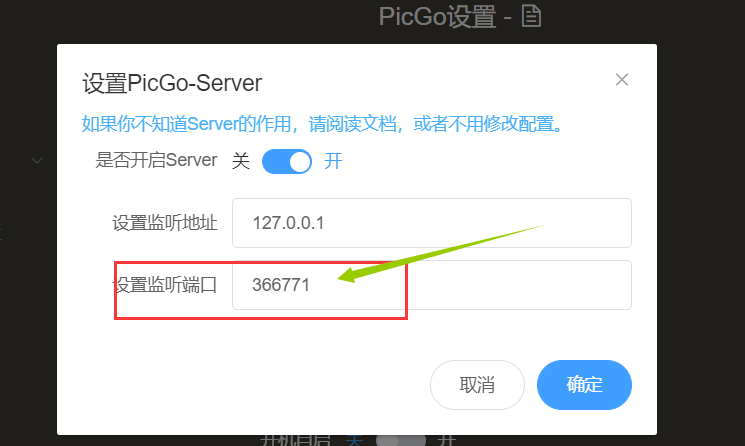 PicGo设置 -
设置PicGo-Server
如果你不知道Server的作用，请阅读文档，或者不用修改配置。
是否开启Server 关 开
设置监听地址 127.0.0.1
设置监听端口 366771
取消 确定
开机自启 关 开